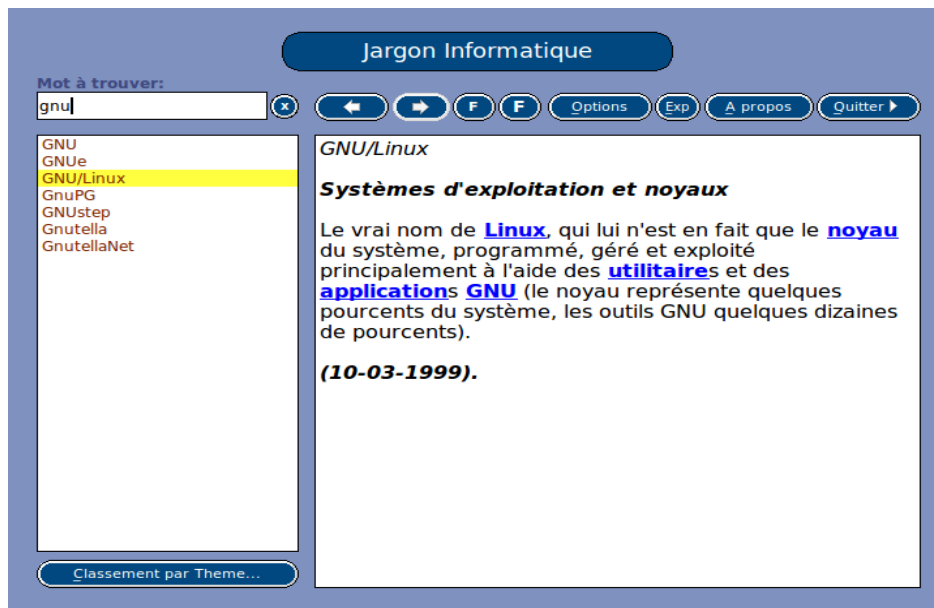 Jargon Informatique
Mot à trouver:
gnu
x
F
F
Options
Exp
A propos
Quitter
GNU
GNUe
GNU/Linux
GnuPG
GNUstep
Gnutella
GnutellaNet
Classement par Theme...
GNU/Linux
Systèmes d'exploitation et noyaux
Le vrai nom de Linux, qui lui n'est en fait que le noyau
du système, programmé, géré et exploité
principalement à l'aide des utilitaires et des
applications GNU (le noyau représente quelques
pourcents du système, les outils GNU quelques dizaines
de pourcents).
(10-03-1999).